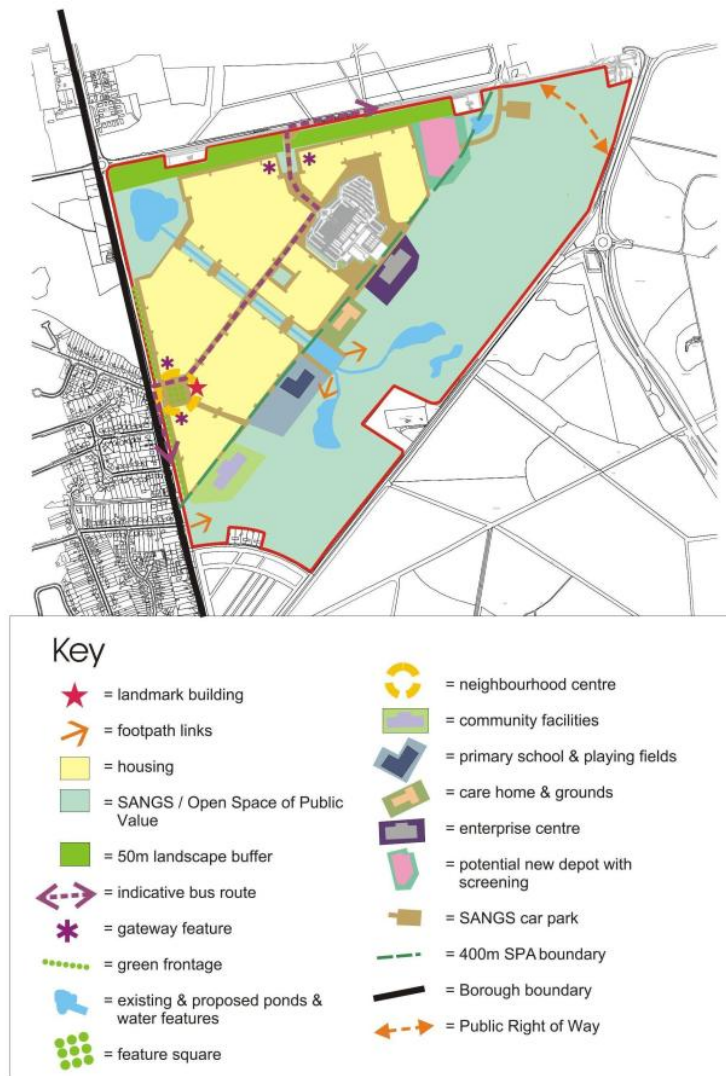 Key
= landmark building
= footpath links
= housing
= SANGS / Open Space of Public
Value
= 50m landscape buffer
= indicative bus route
= gateway feature
= green frontage
= existing & proposed ponds &
water features
= feature square
= neighbourhood centre
= community facilities
= primary school & playing fields
= care home & grounds
= enterprise centre
= potential new depot with
screening
= SANGS car park
= 400m SPA boundary
= Borough boundary
= Public Right of Way